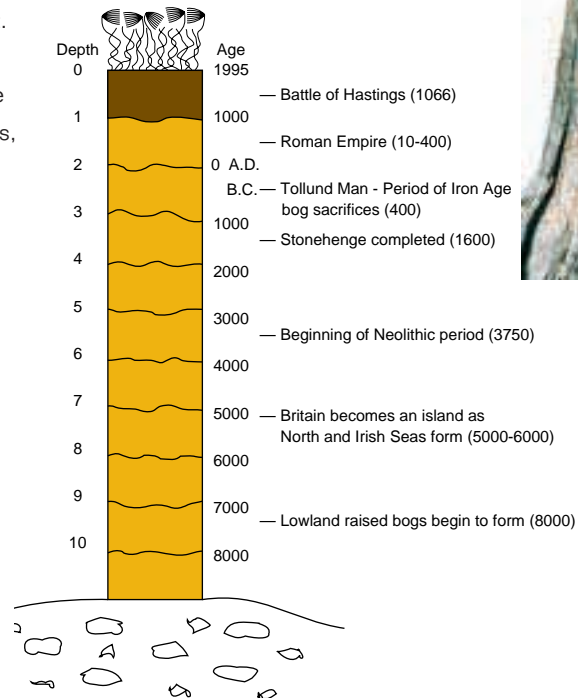 .
e
s,
Depth Age
0 1995
Battle of Hastings (1066)
1 1000
Roman Empire (10-400)
2 0 A.D.
B.C. Tollund Man - Period of Iron Age
bog sacrifices (400)
3 1000
Stonehenge completed (1600)
4 2000
5 3000
Beginning of Neolithic period (3750)
6 4000
7 5000
Britain becomes an island as
North and Irish Seas form (5000-6000)
8 6000
9 7000
Lowland raised bogs begin to form (8000)
10 8000